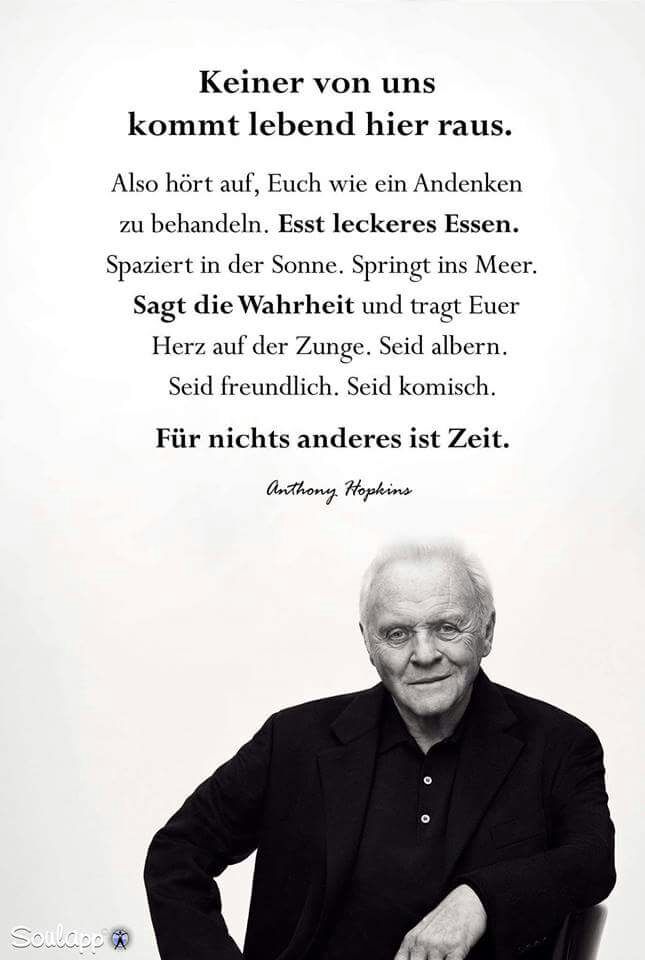 Keiner von uns
kommt lebend hier raus.
Also hört auf, Euch wie ein Andenken
zu behandeln. Esst leckeres Essen.
Spaziert in der Sonne. Springt ins Meer.
Sagt die Wahrheit und tragt Euer
Herz auf der Zunge. Seid albern.
Seid freundlich. Seid komisch.
Für nichts anderes ist Zeit.
Anthony Hopkins
Soulapp